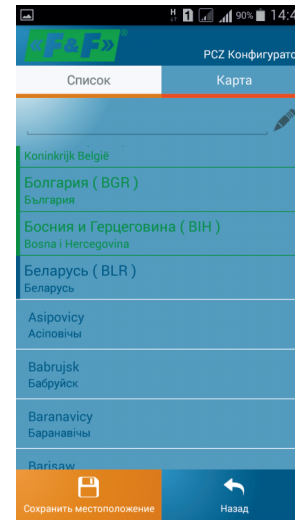 H 1 90% 14:4
«F&F»®
PCZ Конфигурато
Список Карта
Koninkrijk België
Болгария ( BGR )
България
Босния и Герцеговина ( BIH )
Bosna i Hercegovina
Беларусь ( BLR )
Беларусь
Asipovicy
Асіповічы
Babrujsk
Бабруйск
Baranavicy
Баранавічы
Barisaw
Сохранить местоположение Назад